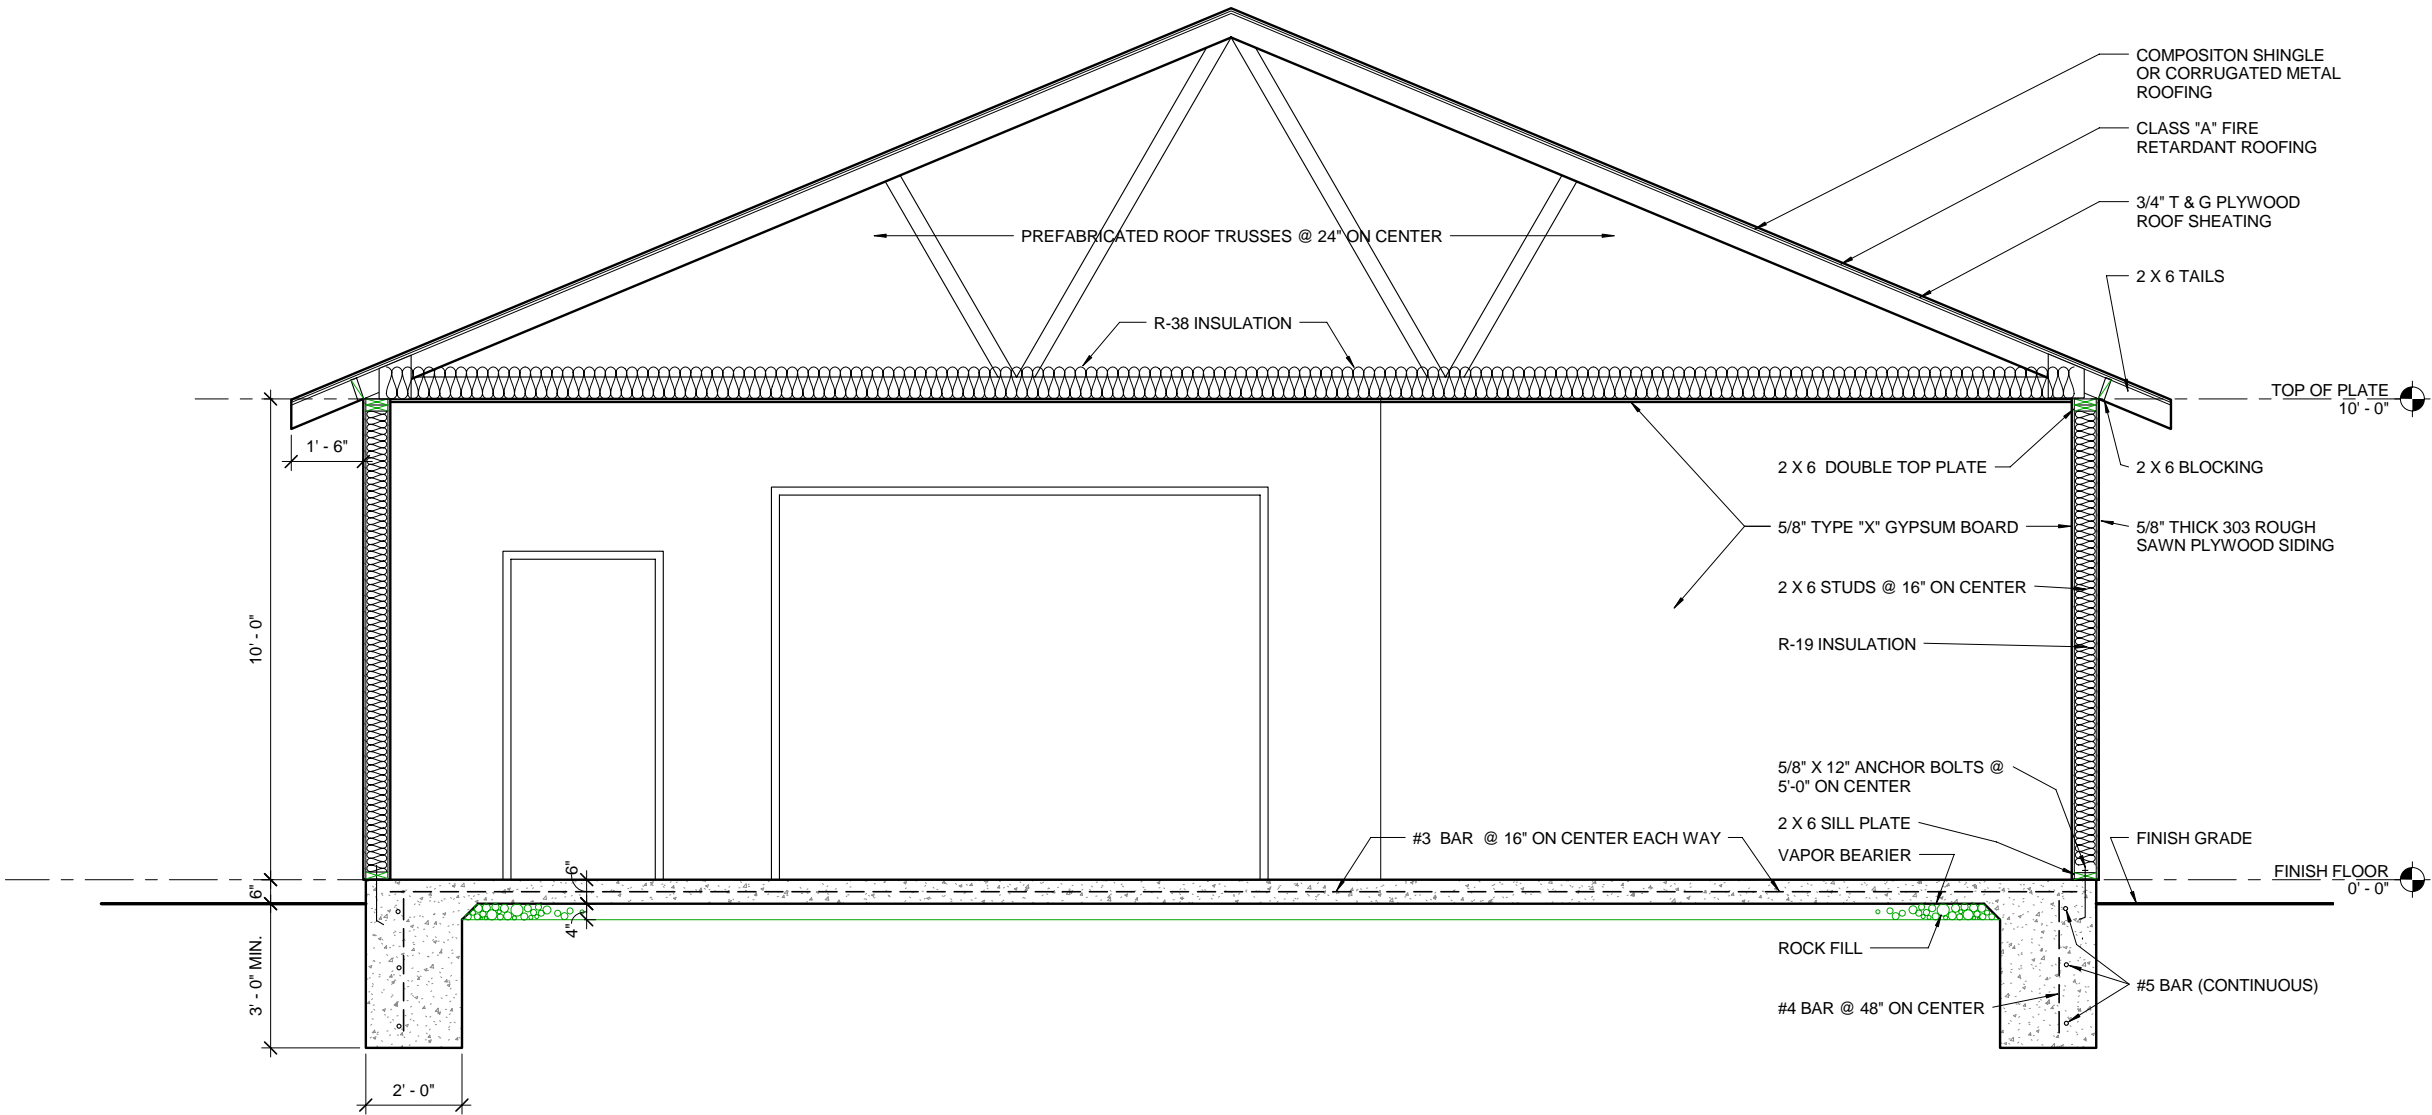 COMPOSITON SHINGLE
OR CORRUGATED METAL
ROOFING
CLASS "A" FIRE
RETARDANT ROOFING
3/4" T & G PLYWOOD
ROOF SHEATING
PREFABRICATED ROOF TRUSSES @ 24" ON CENTER
2 X 6 TAILS
R-38 INSULATION
TOP OF PLATE
10' - 0"
1' - 6"
2 X 6  DOUBLE TOP PLATE
2 X 6 BLOCKING
5/8" TYPE "X" GYPSUM BOARD
5/8" THICK 303 ROUGH
SAWN PLYWOOD SIDING
2 X 6 STUDS @ 16" ON CENTER
10' - 0"
R-19 INSULATION
5/8" X 12" ANCHOR BOLTS @
5'-0" ON CENTER
2 X 6 SILL PLATE
#3  BAR  @ 16" ON CENTER EACH WAY
FINISH GRADE
VAPOR BEARIER
6"
6"
FINISH FLOOR
0' - 0"
4"
ROCK FILL
3' - 0" MIN.
#5 BAR (CONTINUOUS)
#4 BAR @ 48" ON CENTER
2' - 0"